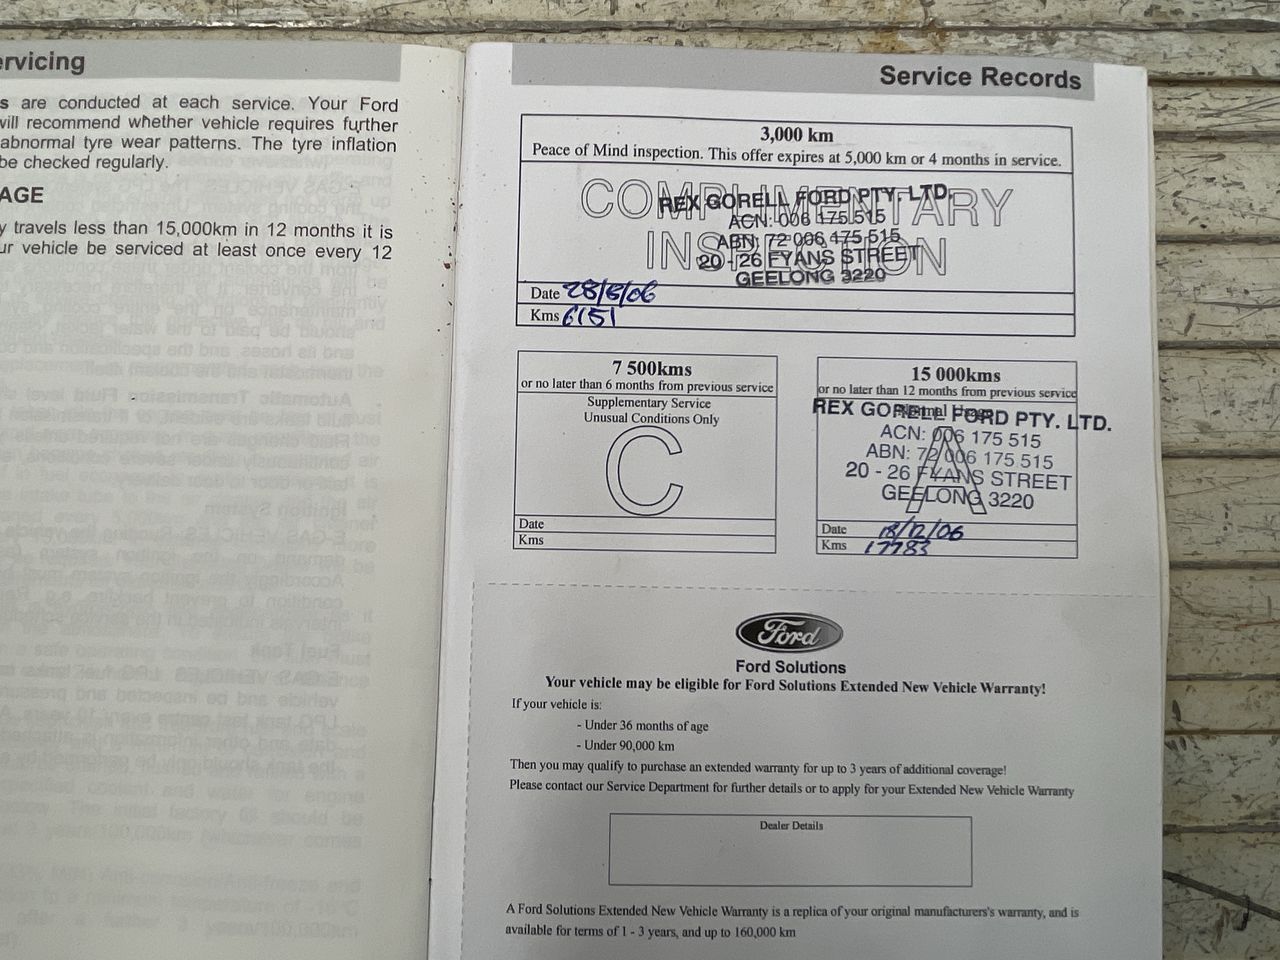 rvicing
s are conducted at each service. Your Ford
will recommend whether vehicle requires further
abnormal tyre wear patterns. The tyre inflation
be checked regularly.
AGE
y travels less than 15,000km in 12 months it is
ur vehicle be serviced at least once every 12
Service Records
3,000 km
Peace of Mind inspection. This offer expires at 5,000 km or 4 months in service.
COMPLIMENTARY
INSPECTION
REX GORELL FORD PTY. LTD.
ACN: 006 175 515
ABN: 72 006 175 515
20 - 26 FYANS STREET
GEELONG 3220
Date 28/6/06
Kms 6151
7 500kms
or no later than 6 months from previous service
Supplementary Service
Unusual Conditions Only
C
Date
Kms
15 000kms
or no later than 12 months from previous service
Normal Usage
A
REX GORELL FORD PTY. LTD.
ACN: 006 175 515
ABN: 72 006 175 515
20 - 26 FYANS STREET
GEELONG 3220
Date 18/12/06
Kms 17783
Ford
Ford Solutions
Your vehicle may be eligible for Ford Solutions Extended New Vehicle Warranty!
If your vehicle is:
- Under 36 months of age
- Under 90,000 km
Then you may qualify to purchase an extended warranty for up to 3 years of additional coverage!
Please contact our Service Department for further details or to apply for your Extended New Vehicle Warranty
Dealer Details
A Ford Solutions Extended New Vehicle Warranty is a replica of your original manufacturers's warranty, and is
available for terms of 1 - 3 years, and up to 160,000 km